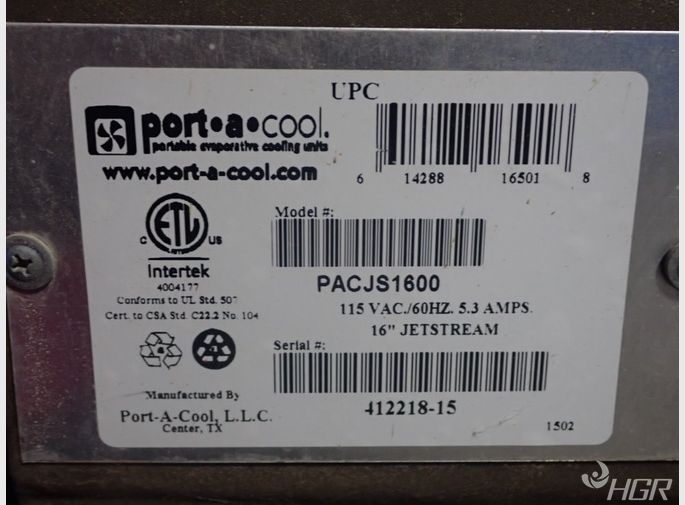 UPC
port•a•cool.
portable evaporative cooling units
www.port-a-cool.com
6 14288 16501 8
ETL
C US
LISTED
Intertek
4004177
Conforms to UL Std. 507
Cert. to CSA Std. C22.2 No. 104
Model #:
PACJS1600
115 VAC./60HZ. 5.3 AMPS.
16" JETSTREAM
Serial #:
412218-15
Manufactured By
Port-A-Cool, L.L.C.
Center, TX
1502
HGR